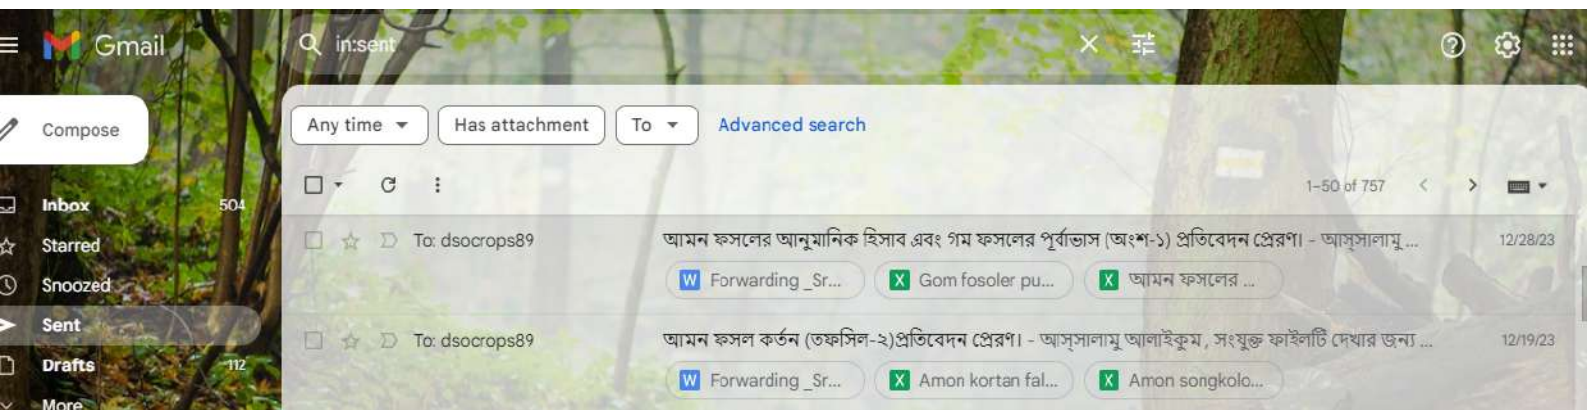 Gmail
in:sent
Compose
Any time
Has attachment
To
Advanced search
1–50 of 757
Inbox 504
Starred
Snoozed
Sent
Drafts 112
More
To: dsocrops89 আমন ফসলের আনুমানিক হিসাব এবং গম ফসলের পূর্বাভাস (অংশ-১) প্রতিবেদন প্রেরণ। - আস্সালামু ... 12/28/23
W Forwarding _Sr... X Gom fosoler pu... X আমন ফসলের ...
To: dsocrops89 আমন ফসল কর্তন (তফসিল-২)প্রতিবেদন প্রেরণ। - আস্সালামু আলাইকুম , সংযুক্ত ফাইলটি দেখার জন্য ... 12/19/23
W Forwarding _Sr... X Amon kortan fal... X Amon songkolo...